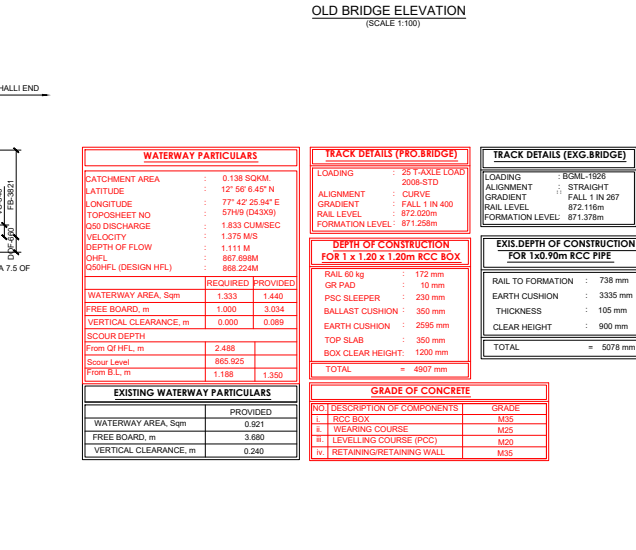 OLD BRIDGE ELEVATION
(SCALE 1:100)
HALLI END
FB-3821
DOF-660
A 7.5 OF
WATERWAY PARTICULARS
CATCHMENT AREA : 0.138 SQKM.
LATITUDE : 12° 56' 6.45" N
LONGITUDE : 77° 42' 25.94 E
TOPOSHEET NO : 57H/9 (D43X9)
Q50 DISCHARGE : 1.833 CUM/SEC
VELOCITY : 1.375 M/S
DEPTH OF FLOW : 1.111 M
OHFL : 867.698M
Q50HFL (DESIGN HFL) : 868.224M
REQUIRED PROVIDED
WATERWAY AREA, Sqm 1.333 1.440
FREE BOARD, m 1.000 3.034
VERTICAL CLEARANCE, m 0.000 0.089
SCOUR DEPTH
From Qf HFL, m 2.488
Scour Level 865.925
From B.L, m 1.188 1.350
EXISTING WATERWAY PARTICULARS
PROVIDED
WATERWAY AREA, Sqm 0.921
FREE BOARD, m 3.680
VERTICAL CLEARANCE, m 0.240
TRACK DETAILS (PRO.BRIDGE)
LOADING : 25 T-AXLE LOAD
2008-STD
ALIGNMENT : CURVE
GRADIENT : FALL 1 IN 400
RAIL LEVEL : 872.020m
FORMATION LEVEL : 871.258m
DEPTH OF CONSTRUCTION
FOR 1 x 1.20 x 1.20m RCC BOX
RAIL 60 kg : 172 mm
GR PAD : 10 mm
PSC SLEEPER : 230 mm
BALLAST CUSHION : 350 mm
EARTH CUSHION : 2595 mm
TOP SLAB : 350 mm
BOX CLEAR HEIGHT: 1200 mm
TOTAL = 4907 mm
GRADE OF CONCRETE
NO. DESCRIPTION OF COMPONENTS GRADE
i. RCC BOX M35
ii. WEARING COURSE M25
iii. LEVELLING COURSE (PCC) M20
iv. RETAINING/RETAINING WALL M35
TRACK DETAILS (EXG.BRIDGE)
LOADING : BGML-1926
ALIGNMENT : STRAIGHT
GRADIENT : FALL 1 IN 267
RAIL LEVEL 872.116m
FORMATION LEVEL: 871.378m
EXIS.DEPTH OF CONSTRUCTION
FOR 1x0.90m RCC PIPE
RAIL TO FORMATION : 738 mm
EARTH CUSHION : 3335 mm
THICKNESS : 105 mm
CLEAR HEIGHT : 900 mm
TOTAL = 5078 mm